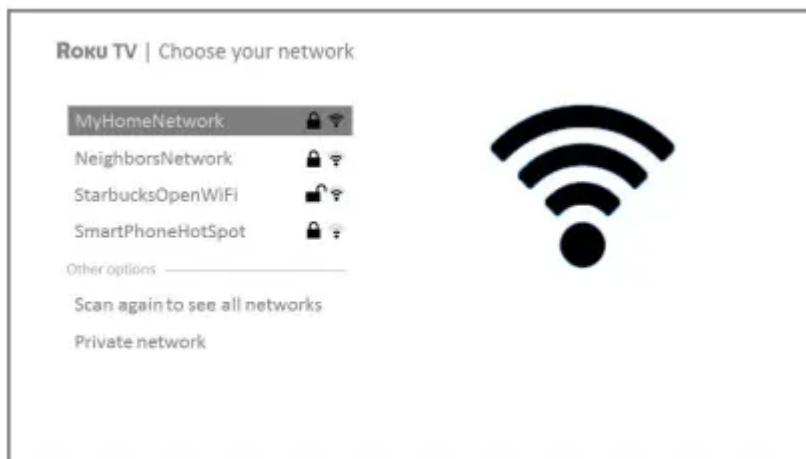 ROKU TV | Choose your network
MyHomeNetwork
NeighborsNetwork
StarbucksOpenWiFi
SmartPhoneHotSpot
Other options
Scan again to see all networks
Private network